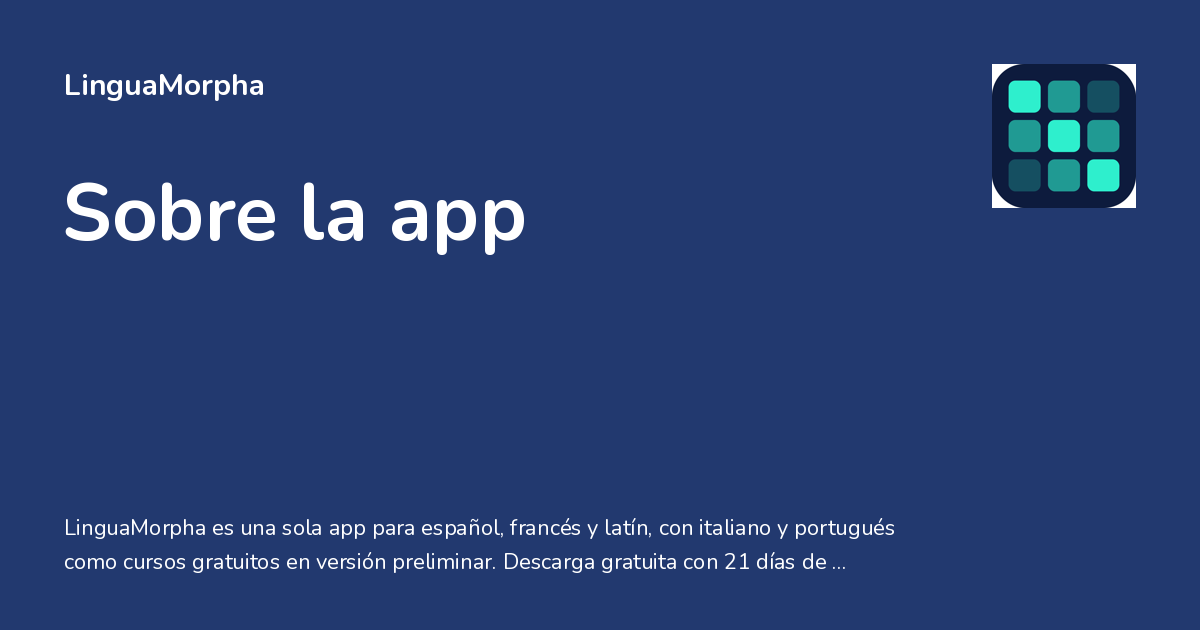 LinguaMorpha
Sobre la app
LinguaMorpha es una sola app para español, francés y latín, con italiano y portugués
como cursos gratuitos en versión preliminar. Descarga gratuita con 21 días de ...